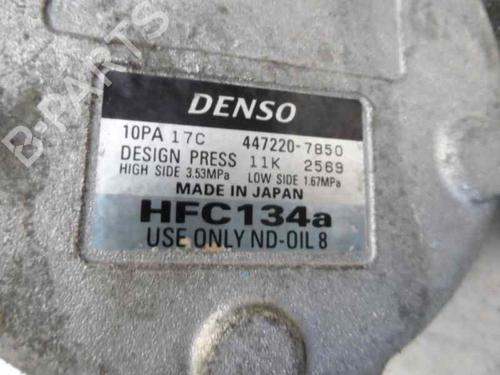 DENSO
10PA 17C 447220-7850
DESIGN PRESS 11K 2569
HIGH SIDE 3.53MPa LOW SIDE 1.67MPa
MADE IN JAPAN
HFC134a
USE ONLY ND-OIL 8